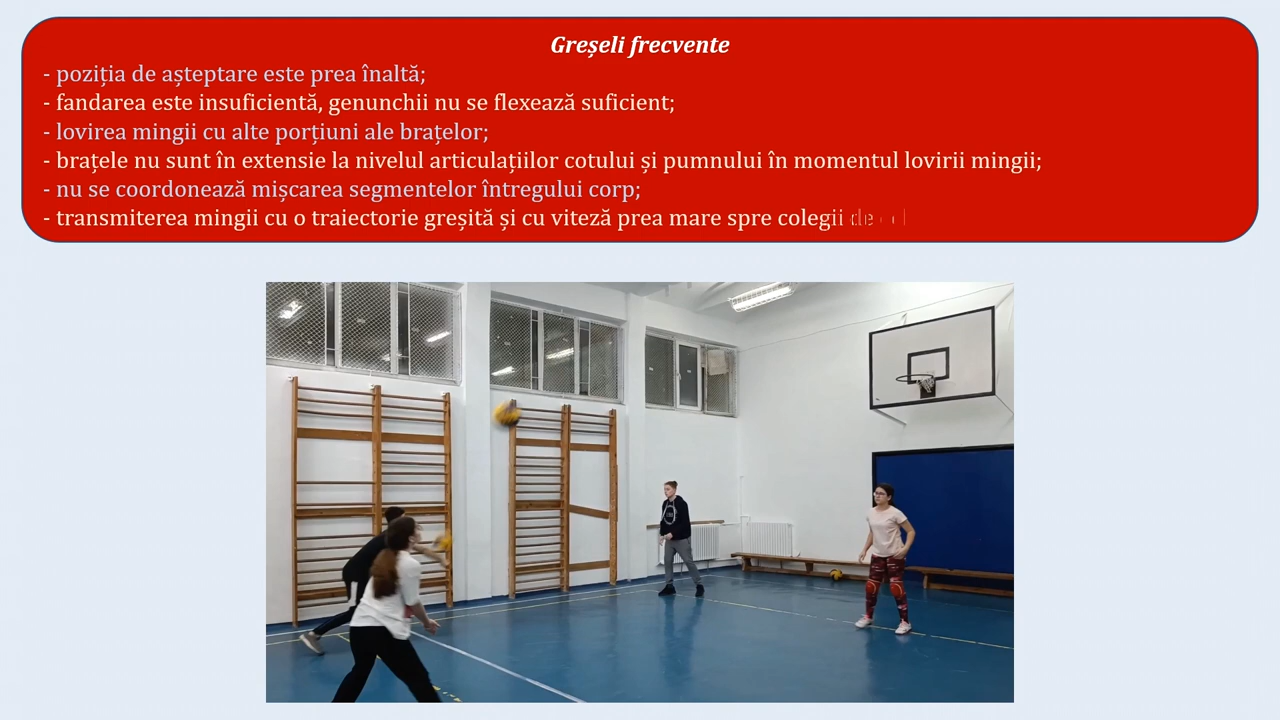 Greșeli frecvente
- poziția de așteptare este prea înaltă;
- fandarea este insuficientă, genunchii nu se flexează suficient;
- lovirea mingii cu alte porțiuni ale brațelor;
- brațele nu sunt în extensie la nivelul articulațiilor cotului și pumnului în momentul lovirii mingii;
- nu se coordonează mișcarea segmentelor întregului corp;
- transmiterea mingii cu o traiectorie greșită și cu viteză prea mare spre colegii de